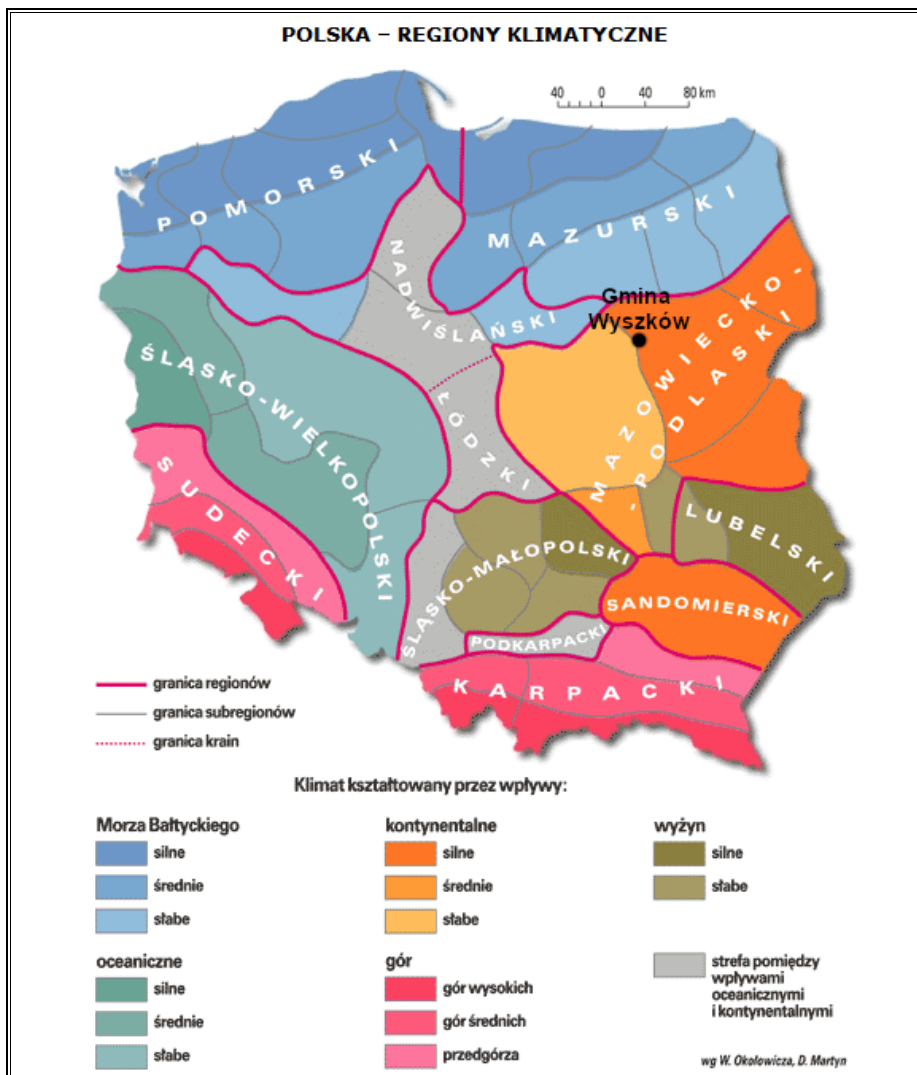 POLSKA – REGIONY KLIMATYCZNE
40 0 40 80 km
POMORSKI
MAZURSKI
NADWIŚLAŃSKI
Gmina
Wyszków
MAZOWIECKO-
-PODLASKI
ŚLĄSKO-WIELKOPOLSKI
ŁÓDZKI
SUDECKI
LUBELSKI
ŚLĄSKO-MAŁOPOLSKI
SANDOMIERSKI
PODKARPACKI
KARPACKI
granica regionów
granica subregionów
granica krain
Klimat kształtowany przez wpływy:
Morza Bałtyckiego
silne
średnie
słabe
kontynentalne
silne
średnie
słabe
wyżyn
silne
słabe
oceaniczne
silne
średnie
słabe
gór
gór wysokich
gór średnich
przedgórza
strefa pomiędzy
wpływami
oceanicznymi
i kontynentalnymi
wg W. Okołowicza, D. Martyn